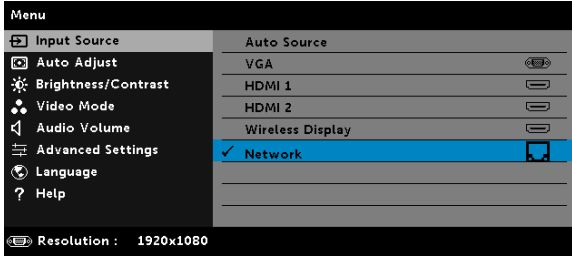 Menu
Input Source
Auto Adjust
Brightness/Contrast
Video Mode
Audio Volume
Advanced Settings
Language
? Help
Auto Source
VGA
HDMI 1
HDMI 2
Wireless Display
✓ Network
Resolution : 1920x1080